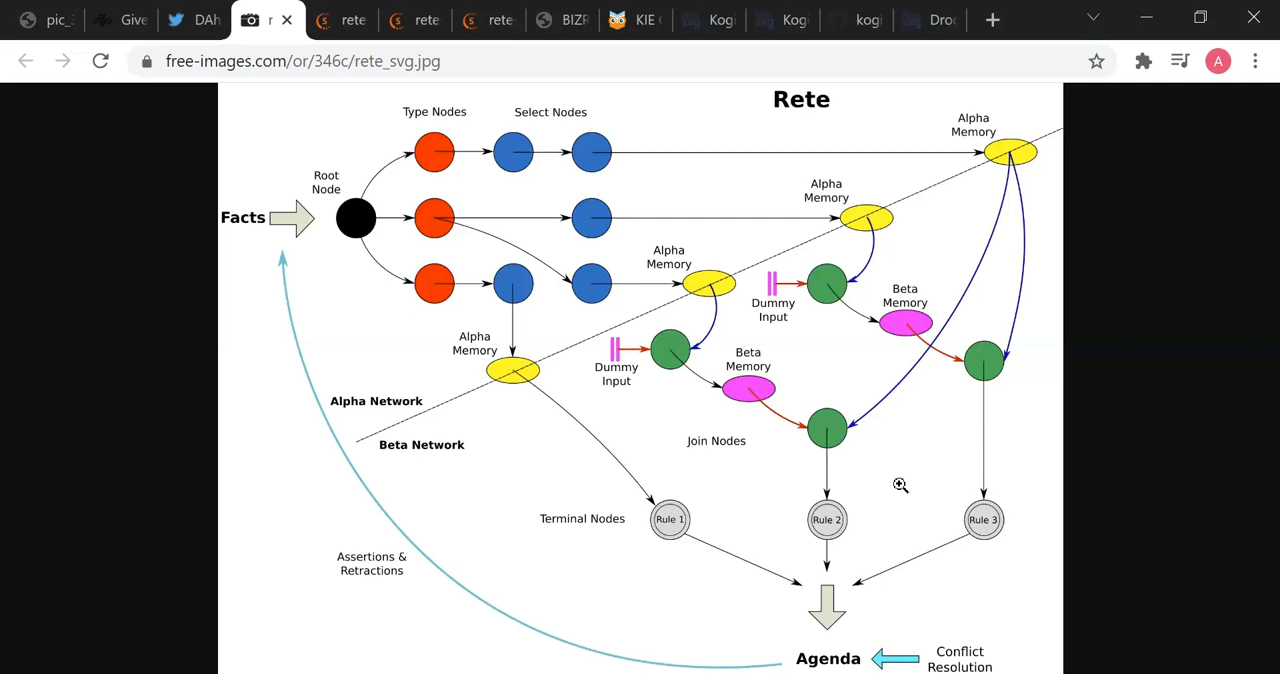 pic_
Give
DAh
r
rete
rete
rete
BIZR
KIE
Kogi
Kogi
kogi
Droo
free-images.com/or/346c/rete_svg.jpg
A
Rete
Type Nodes
Select Nodes
Alpha
Memory
Root
Node
Alpha
Memory
Facts
Alpha
Memory
Beta
Memory
Dummy
Input
Alpha
Memory
Beta
Memory
Dummy
Input
Alpha Network
Beta Network
Join Nodes
Terminal Nodes
Rule 1
Rule 2
Rule 3
Assertions &
Retractions
Agenda
Conflict
Resolution